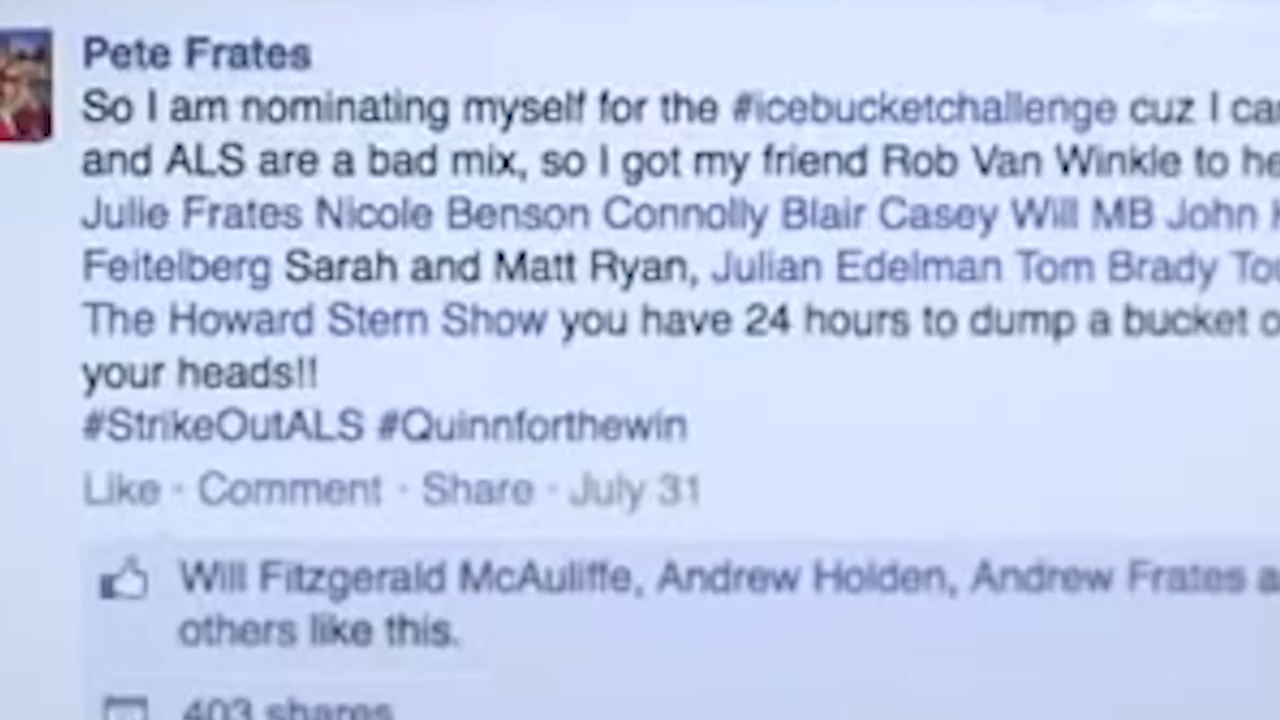 Pete Frates
So I am nominating myself for the #icebucketchallenge cuz I ca
and ALS are a bad mix, so I got my friend Rob Van Winkle to he
Julie Frates Nicole Benson Connolly Blair Casey Will MB John
Feitelberg Sarah and Matt Ryan, Julian Edelman Tom Brady To
The Howard Stern Show you have 24 hours to dump a bucket o
your heads!!
#StrikeOutALS #Quinnforthewin
Like · Comment · Share · July 31
Will Fitzgerald McAuliffe, Andrew Holden, Andrew Frates a
others like this.
403 shares